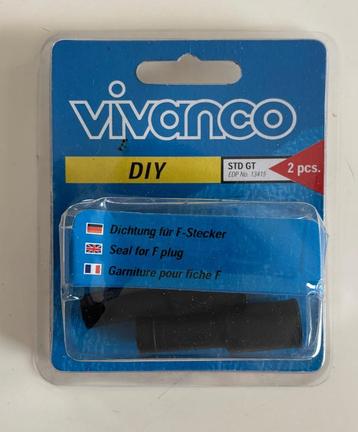 vivanco
DIY
STD GT
EDP No. 13415
2 pcs.
Dichtung für F-Stecker
Seal for F plug
Garniture pour fiche F